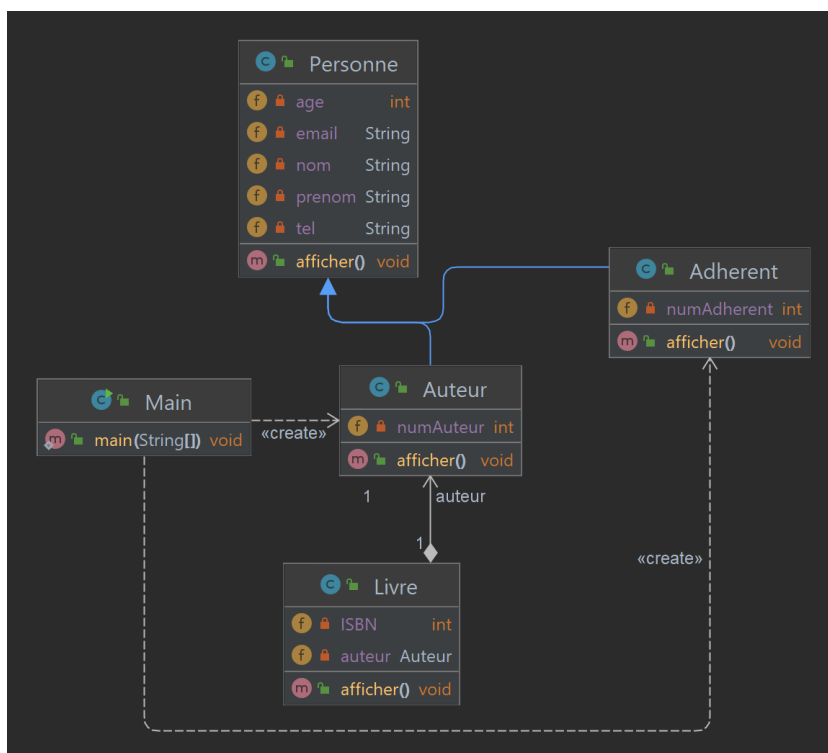 Personne
age int
email String
nom String
prenom String
tel String
afficher() void
Adherent
numAdherent int
afficher() void
Main
main(String[]) void
«create»
Auteur
numAuteur int
afficher() void
1
auteur
1
«create»
Livre
ISBN int
auteur Auteur
afficher() void